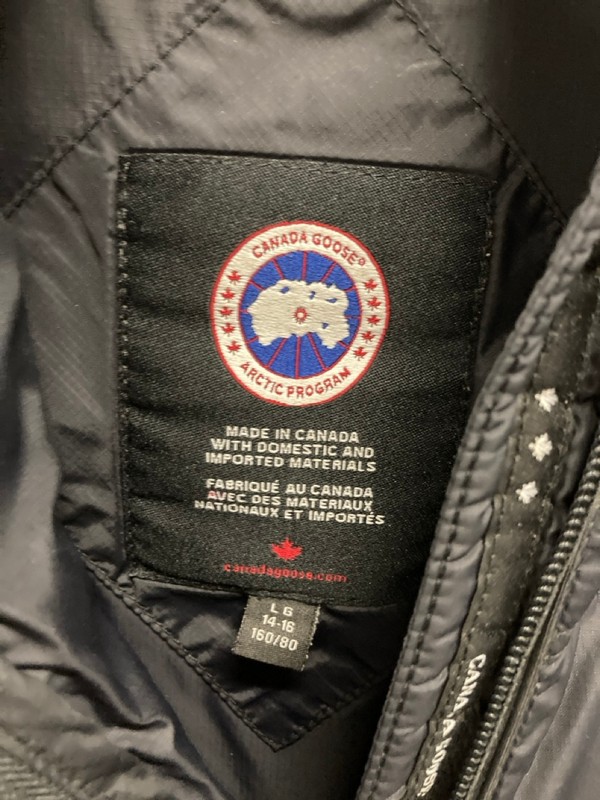 CANADA GOOSE®
ARCTIC PROGRAM
MADE IN CANADA
WITH DOMESTIC AND
IMPORTED MATERIALS
FABRIQUÉ AU CANADA
AVEC DES MATERIAUX
NATIONAUX ET IMPORTÉS
canadagoose.com
LG
14-16
160/80
CANADA GOOSE